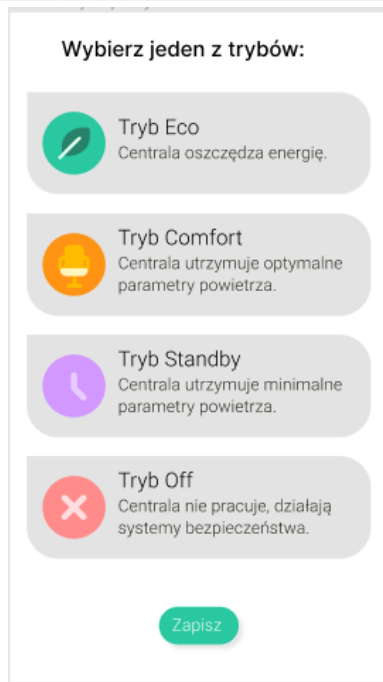 Wybierz jeden z trybów:
Tryb Eco
Centrala oszczędza energię.
Tryb Comfort
Centrala utrzymuje optymalne
parametry powietrza.
Tryb Standby
Centrala utrzymuje minimalne
parametry powietrza.
Tryb Off
Centrala nie pracuje, działają
systemy bezpieczeństwa.
Zapisz